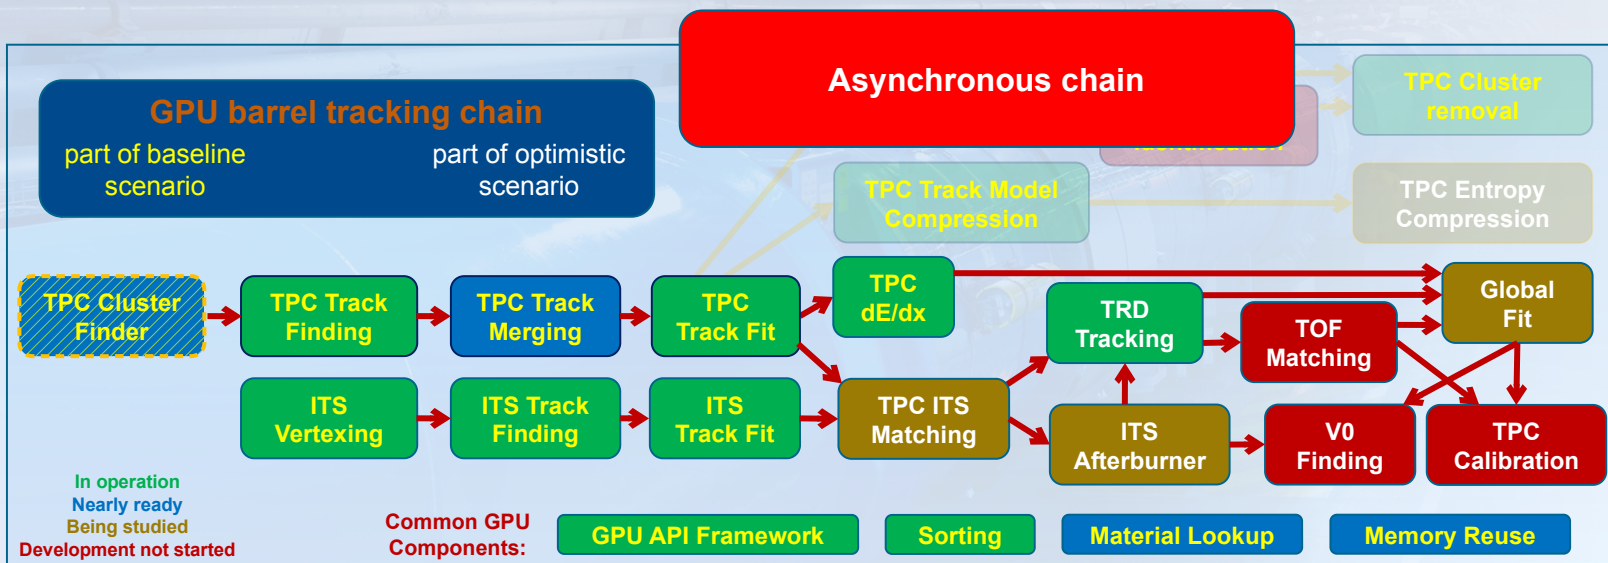 Asynchronous chain
GPU barrel tracking chain
part of baseline
scenario
part of optimistic
scenario
TPC Cluster
removal
Identification
TPC Track Model
Compression
TPC Entropy
Compression
TPC Cluster
Finder
TPC Track
Finding
TPC Track
Merging
TPC
Track Fit
TPC
dE/dx
TRD
Tracking
TOF
Matching
Global
Fit
ITS
Vertexing
ITS Track
Finding
ITS
Track Fit
TPC ITS
Matching
ITS
Afterburner
V0
Finding
TPC
Calibration
In operation
Nearly ready
Being studied
Development not started
Common GPU
Components:
GPU API Framework
Sorting
Material Lookup
Memory Reuse